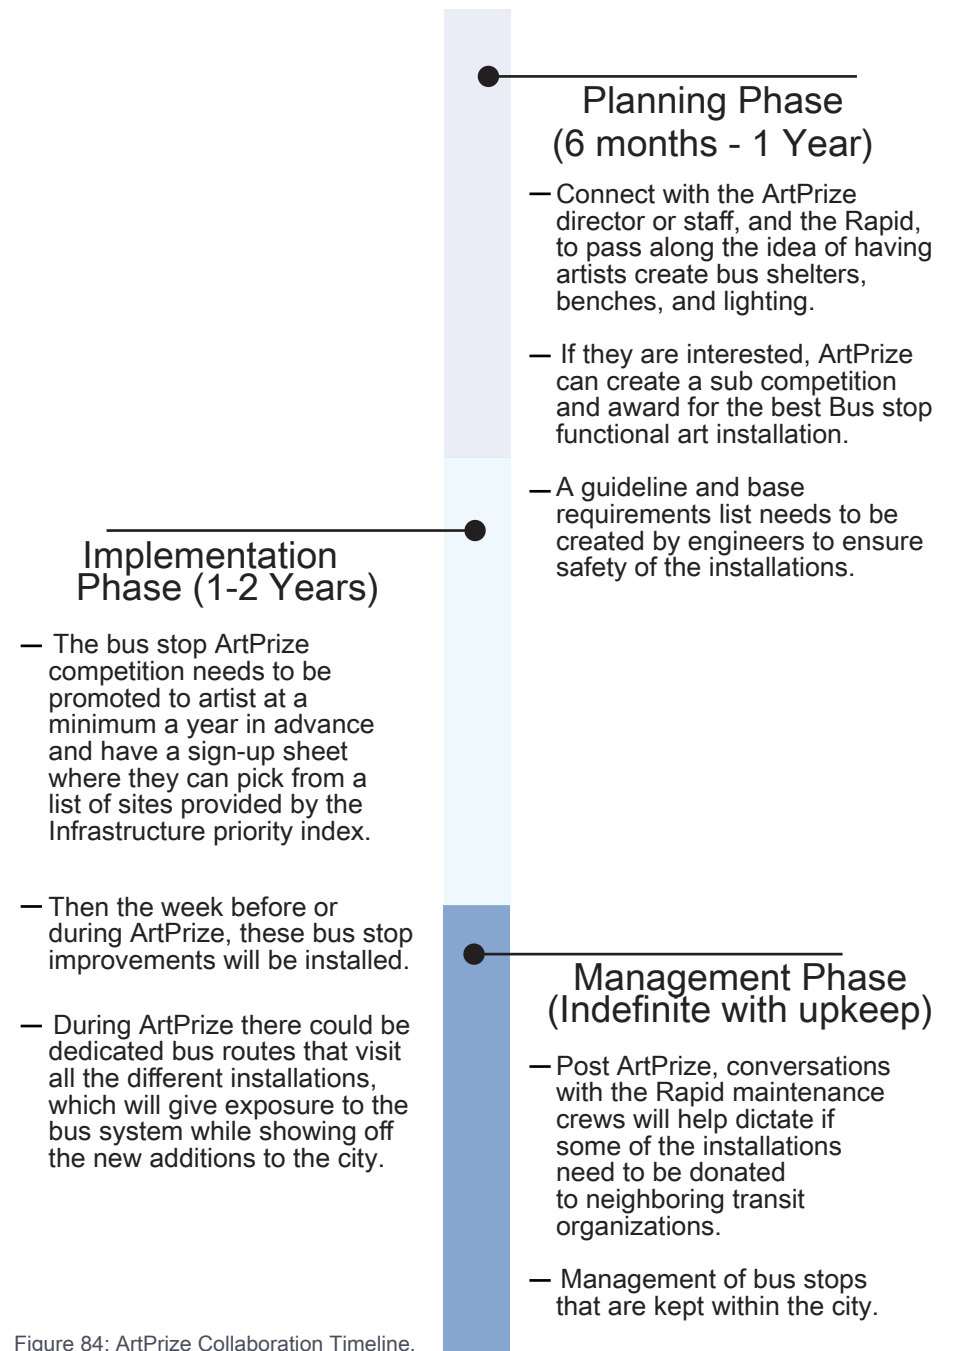 Planning Phase
(6 months - 1 Year)
— Connect with the ArtPrize
director or staff, and the Rapid,
to pass along the idea of having
artists create bus shelters,
benches, and lighting.
— If they are interested, ArtPrize
can create a sub competition
and award for the best Bus stop
functional art installation.
— A guideline and base
requirements list needs to be
created by engineers to ensure
safety of the installations.
Implementation
Phase (1-2 Years)
— The bus stop ArtPrize
competition needs to be
promoted to artist at a
minimum a year in advance
and have a sign-up sheet
where they can pick from a
list of sites provided by the
Infrastructure priority index.
— Then the week before or
during ArtPrize, these bus stop
improvements will be installed.
— During ArtPrize there could be
dedicated bus routes that visit
all the different installations,
which will give exposure to the
bus system while showing off
the new additions to the city.
Management Phase
(Indefinite with upkeep)
— Post ArtPrize, conversations
with the Rapid maintenance
crews will help dictate if
some of the installations
need to be donated
to neighboring transit
organizations.
— Management of bus stops
that are kept within the city.
Figure 84: ArtPrize Collaboration Timeline.